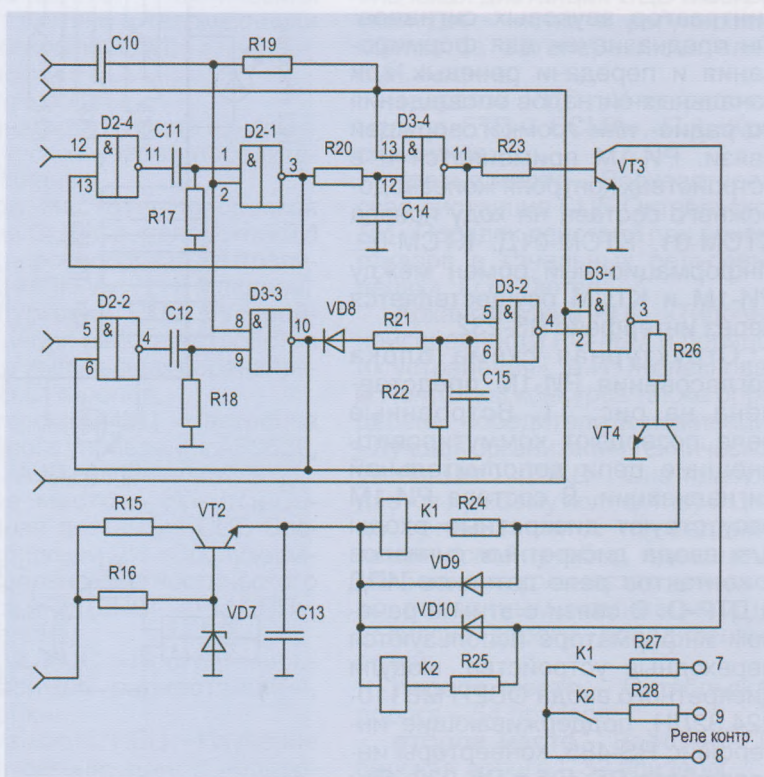 C10
R19
D2-4
C11
D2-1
D3-4
12
&
11
1
&
3
R20
13
&
11
R23
VT3
13
2
12
R17
C14
D2-2
C12
D3-3
VD8
D3-2
D3-1
5
&
4
8
&
10
R21
5
&
4
1
&
3
6
9
6
2
R26
R18
R22
C15
VT4
R15
VT2
K1
R24
R16
VD9
VD7
C13
VD10
K2
R25
K1
R27
7
K2
R28
9
Реле контр.
8